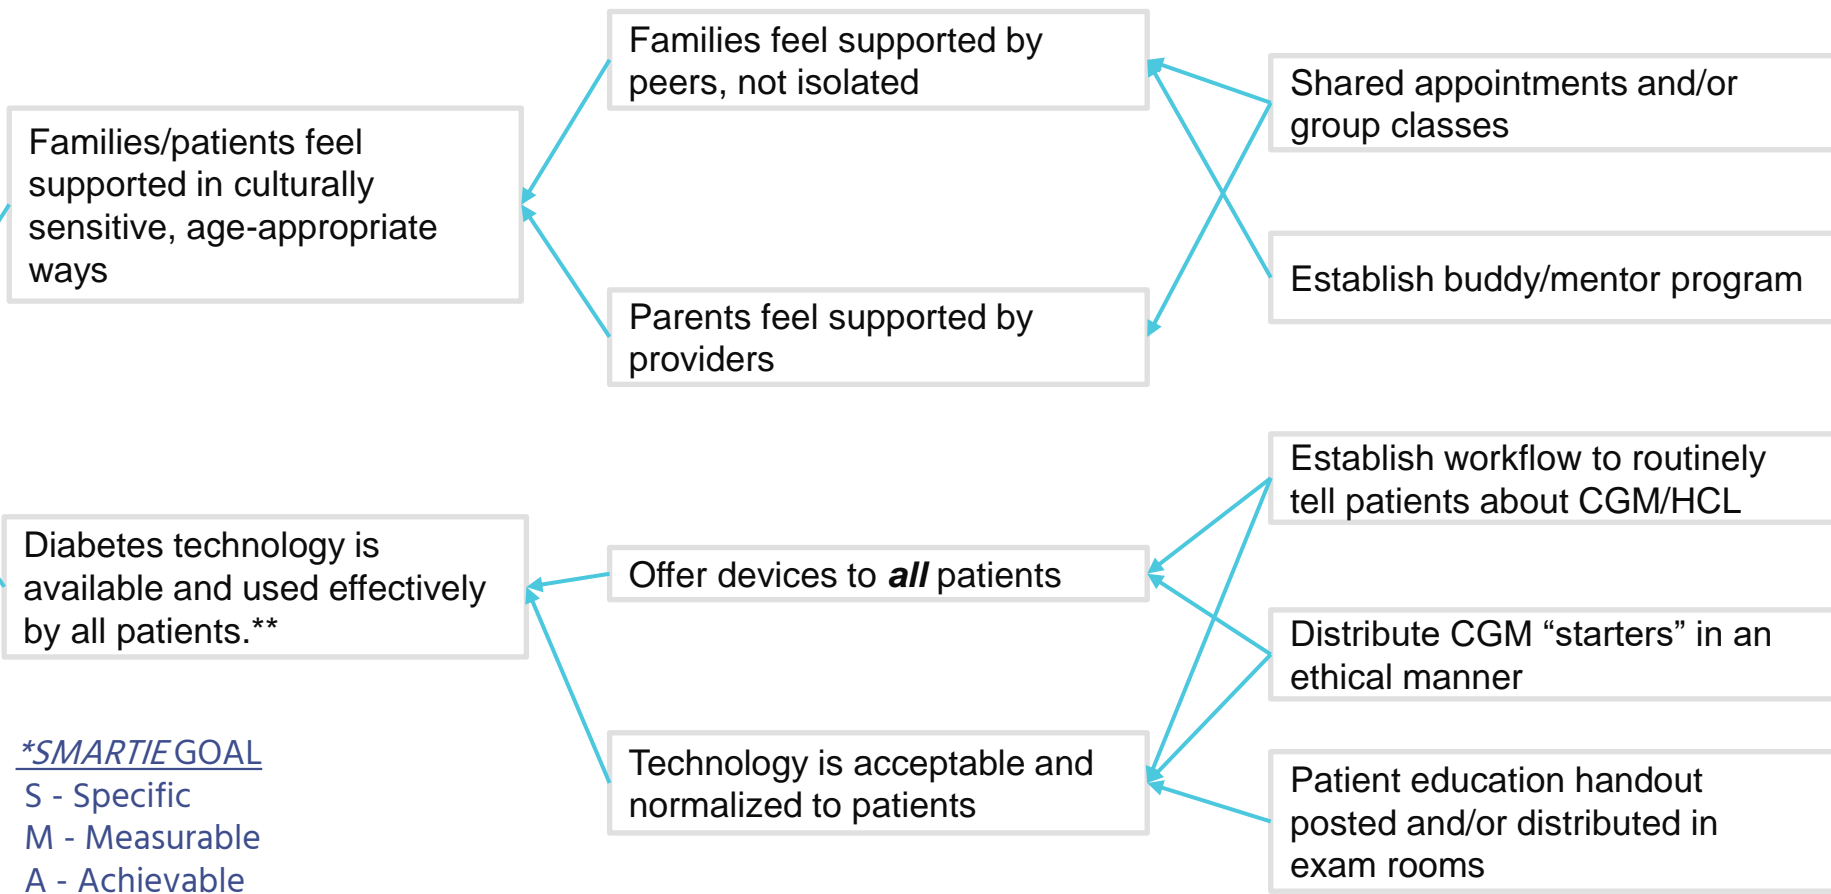 Families/patients feel
supported in culturally
sensitive, age-appropriate
ways
Diabetes technology is
available and used effectively
by all patients.**
*SMARTIE GOAL
S - Specific
M - Measurable
A - Achievable
Families feel supported by
peers, not isolated
Parents feel supported by
providers
Offer devices to all patients
Technology is acceptable and
normalized to patients
Shared appointments and/or
group classes
Establish buddy/mentor program
Establish workflow to routinely
tell patients about CGM/HCL
Distribute CGM “starters” in an
ethical manner
Patient education handout
posted and/or distributed in
exam rooms